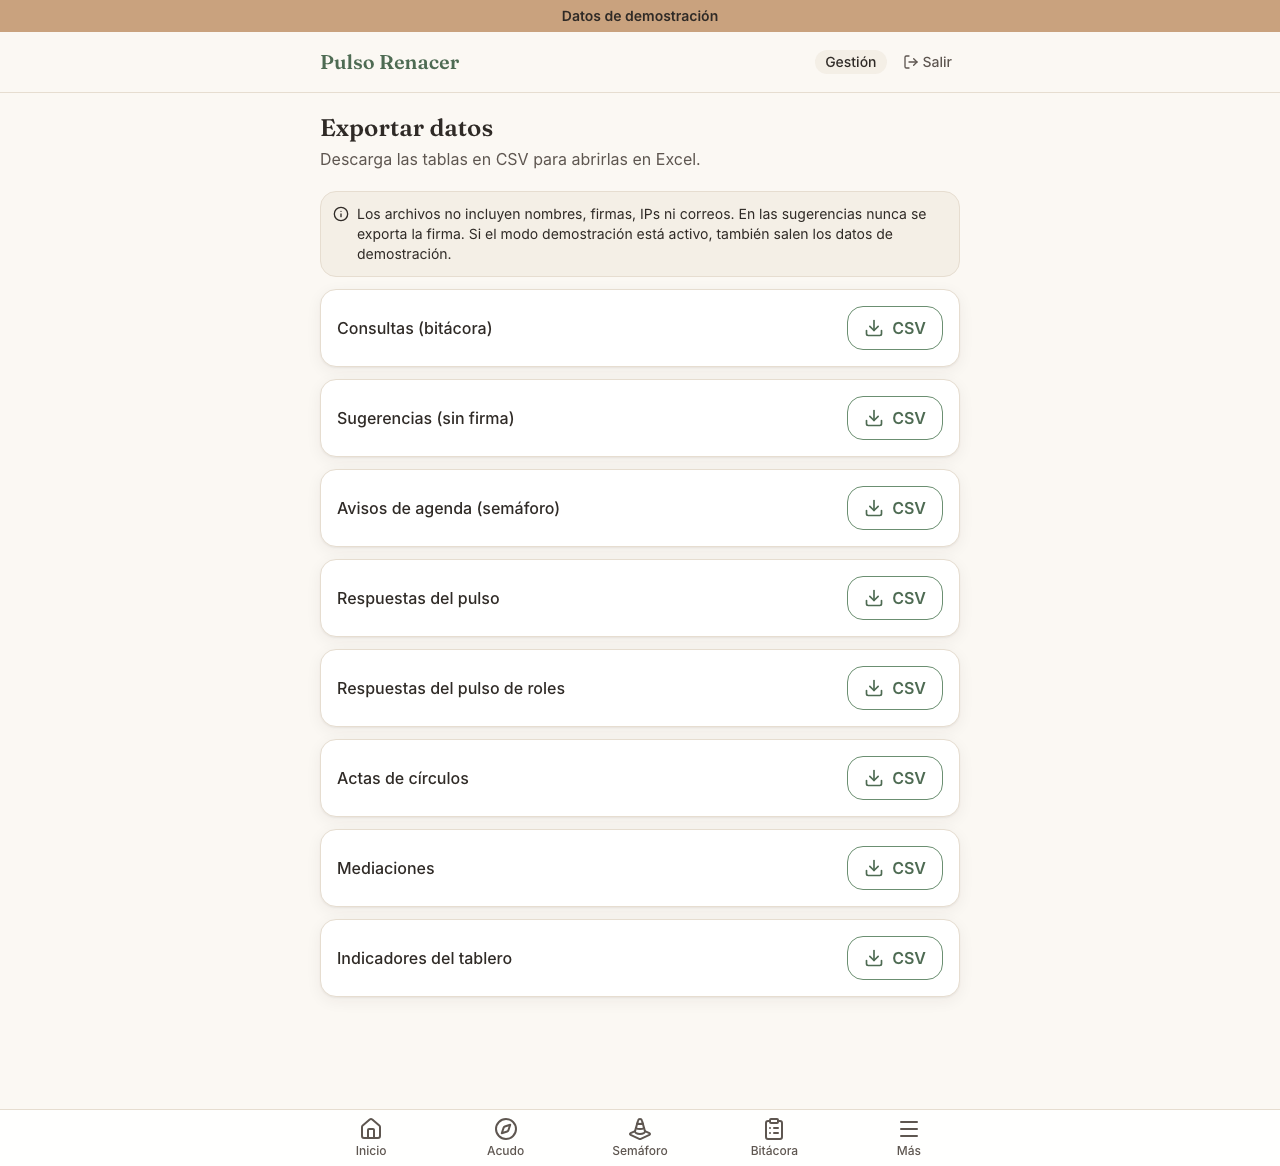 Datos de demostración
Pulso Renacer
Gestión
Salir
Exportar datos
Descarga las tablas en CSV para abrirlas en Excel.
Los archivos no incluyen nombres, firmas, IPs ni correos. En las sugerencias nunca se
exporta la firma. Si el modo demostración está activo, también salen los datos de
demostración.
Consultas (bitácora)
CSV
Sugerencias (sin firma)
CSV
Avisos de agenda (semáforo)
CSV
Respuestas del pulso
CSV
Respuestas del pulso de roles
CSV
Actas de círculos
CSV
Mediaciones
CSV
Indicadores del tablero
CSV
Inicio
Acudo
Semáforo
Bitácora
Más